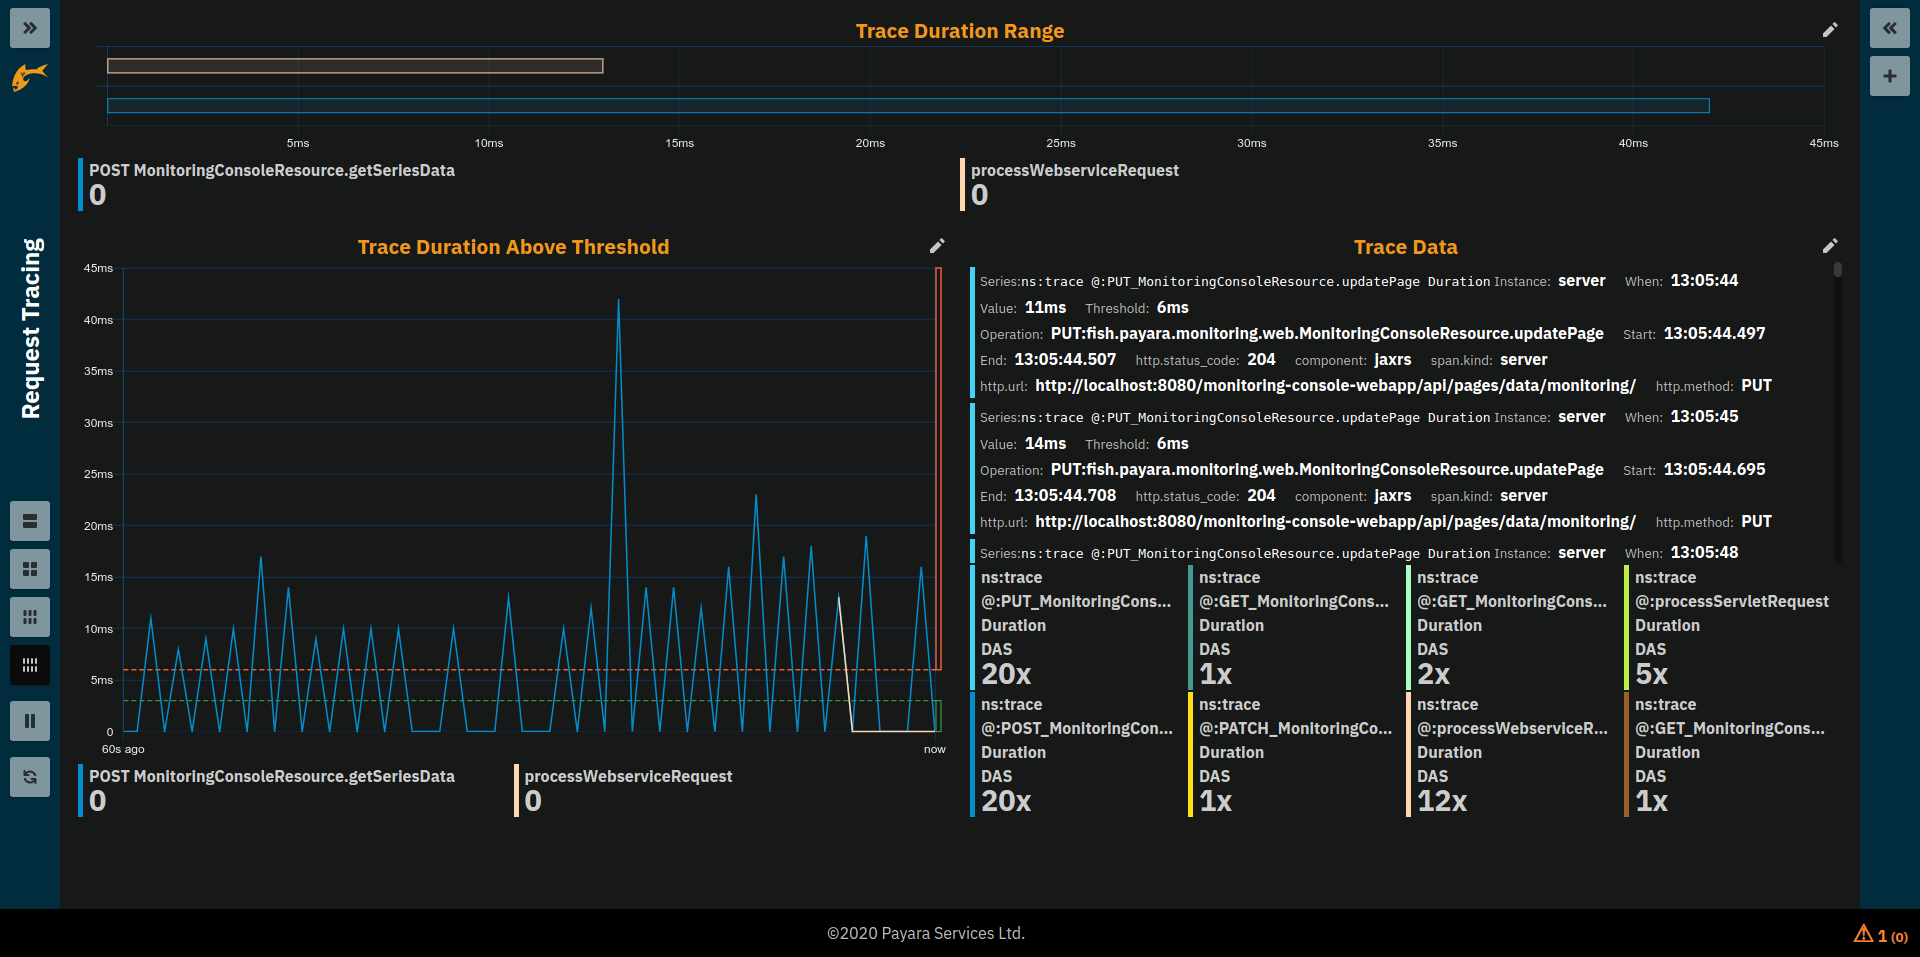 Trace Duration Range
5ms 10ms 15ms 20ms 25ms 30ms 35ms 40ms 45ms
POST MonitoringConsoleResource.getSeriesData
0
processWebserviceRequest
0
Request Tracing
Trace Duration Above Threshold
45ms
40ms
35ms
30ms
25ms
20ms
15ms
10ms
5ms
0
60s ago now
POST MonitoringConsoleResource.getSeriesData
0
processWebserviceRequest
0
Trace Data
Series:ns:trace @:PUT_MonitoringConsoleResource.updatePage Duration Instance: server When: 13:05:44
Value: 11ms Threshold: 6ms
Operation: PUT:fish.payara.monitoring.web.MonitoringConsoleResource.updatePage Start: 13:05:44.497
End: 13:05:44.507 http.status_code: 204 component: jaxrs span.kind: server
http.url: http://localhost:8080/monitoring-console-webapp/api/pages/data/monitoring/ http.method: PUT
Series:ns:trace @:PUT_MonitoringConsoleResource.updatePage Duration Instance: server When: 13:05:45
Value: 14ms Threshold: 6ms
Operation: PUT:fish.payara.monitoring.web.MonitoringConsoleResource.updatePage Start: 13:05:44.695
End: 13:05:44.708 http.status_code: 204 component: jaxrs span.kind: server
http.url: http://localhost:8080/monitoring-console-webapp/api/pages/data/monitoring/ http.method: PUT
Series:ns:trace @:PUT_MonitoringConsoleResource.updatePage Duration Instance: server When: 13:05:48
ns:trace
@:PUT_MonitoringCons...
Duration
DAS
20x
ns:trace
@:GET_MonitoringCons...
Duration
DAS
1x
ns:trace
@:GET_MonitoringCons...
Duration
DAS
2x
ns:trace
@:processServletRequest
Duration
DAS
5x
ns:trace
@:POST_MonitoringCon...
Duration
DAS
20x
ns:trace
@:PATCH_MonitoringCo...
Duration
DAS
1x
ns:trace
@:processWebserviceR...
Duration
DAS
12x
ns:trace
@:GET_MonitoringCons...
Duration
DAS
1x
©2020 Payara Services Ltd.
1 (0)